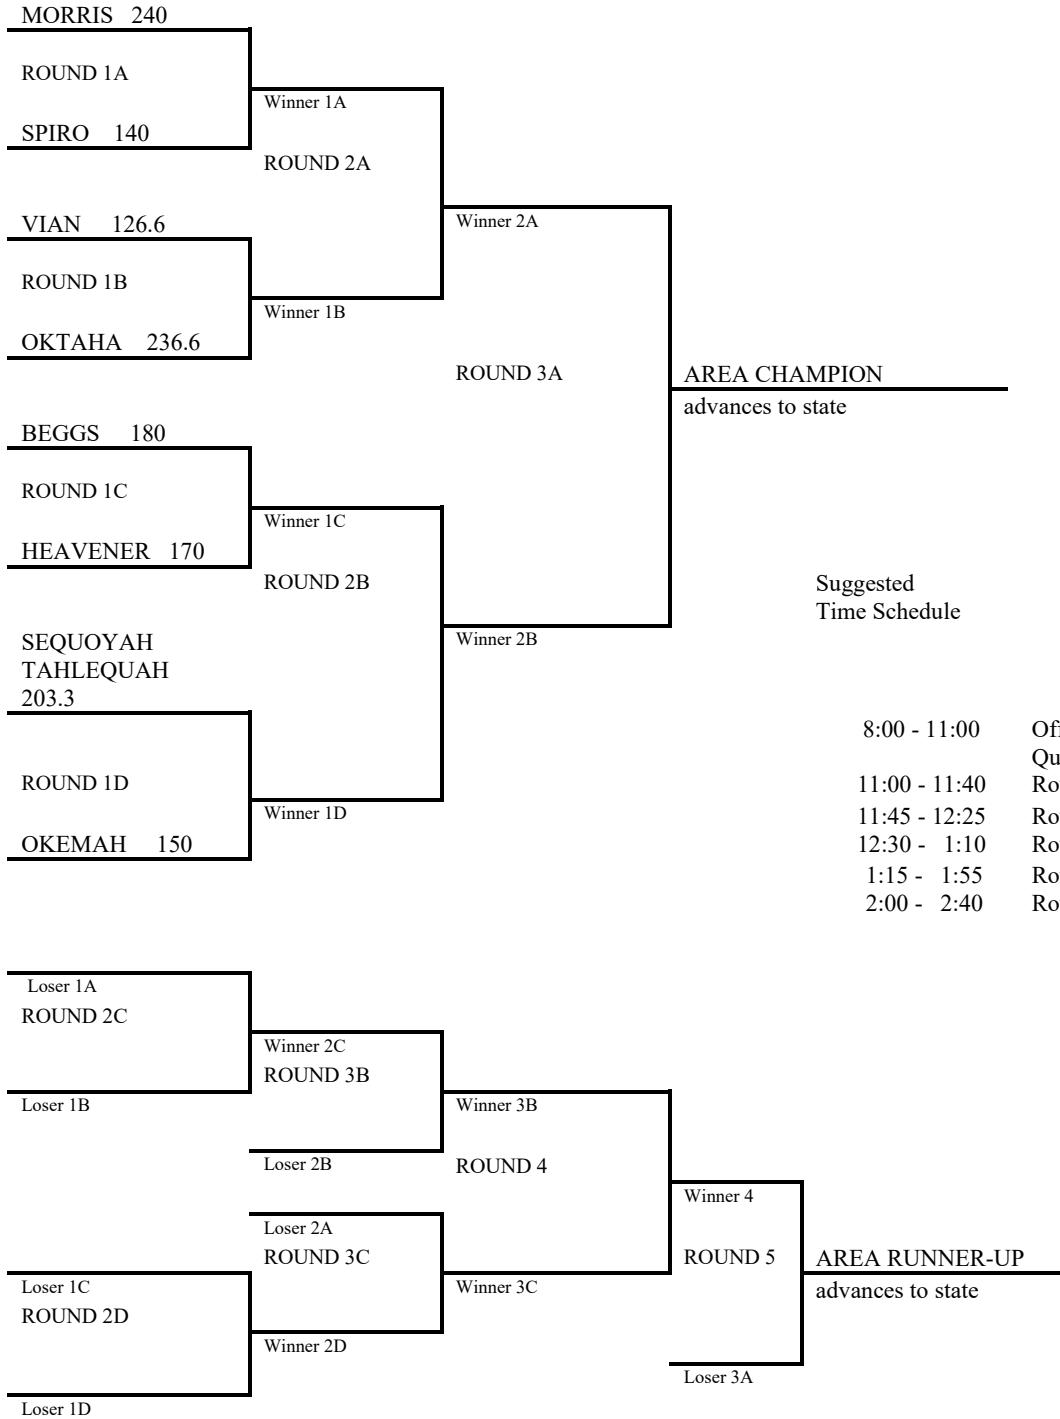 MORRIS 240
ROUND 1A
Winner 1A
SPIRO 140
ROUND 2A
VIAN 126.6
Winner 2A
ROUND 1B
Winner 1B
OKTAHA 236.6
ROUND 3A
AREA CHAMPION
advances to state
BEGGS 180
ROUND 1C
Winner 1C
HEAVENER 170
ROUND 2B
Suggested
Time Schedule
Winner 2B
SEQUOYAH
TAHLEQUAH
203.3
8:00 - 11:00
ROUND 1D
11:00 - 11:40
Winner 1D
11:45 - 12:25
OKEMAH 150
12:30 - 1:10
1:15 - 1:55
2:00 - 2:40
Loser 1A
ROUND 2C
Winner 2C
ROUND 3B
Loser 1B
Winner 3B
Loser 2B
ROUND 4
Winner 4
Loser 2A
ROUND 3C
ROUND 5
AREA RUNNER-UP
Loser 1C
Winner 3C
advances to state
ROUND 2D
Winner 2D
Loser 3A
Loser 1D